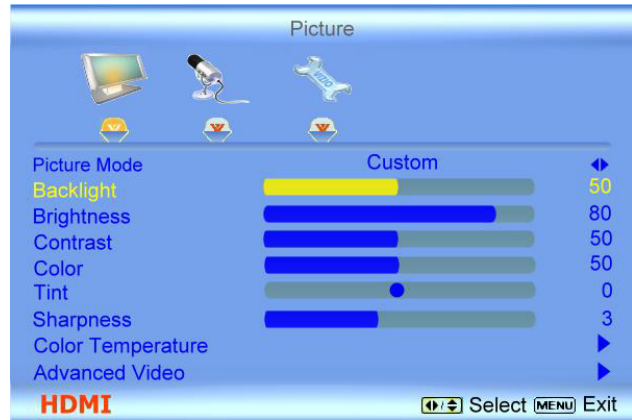 Picture
VIZIO
Picture Mode Custom
Backlight 50
Brightness 80
Contrast 50
Color 50
Tint 0
Sharpness 3
Color Temperature
Advanced Video
HDMI Select MENU Exit